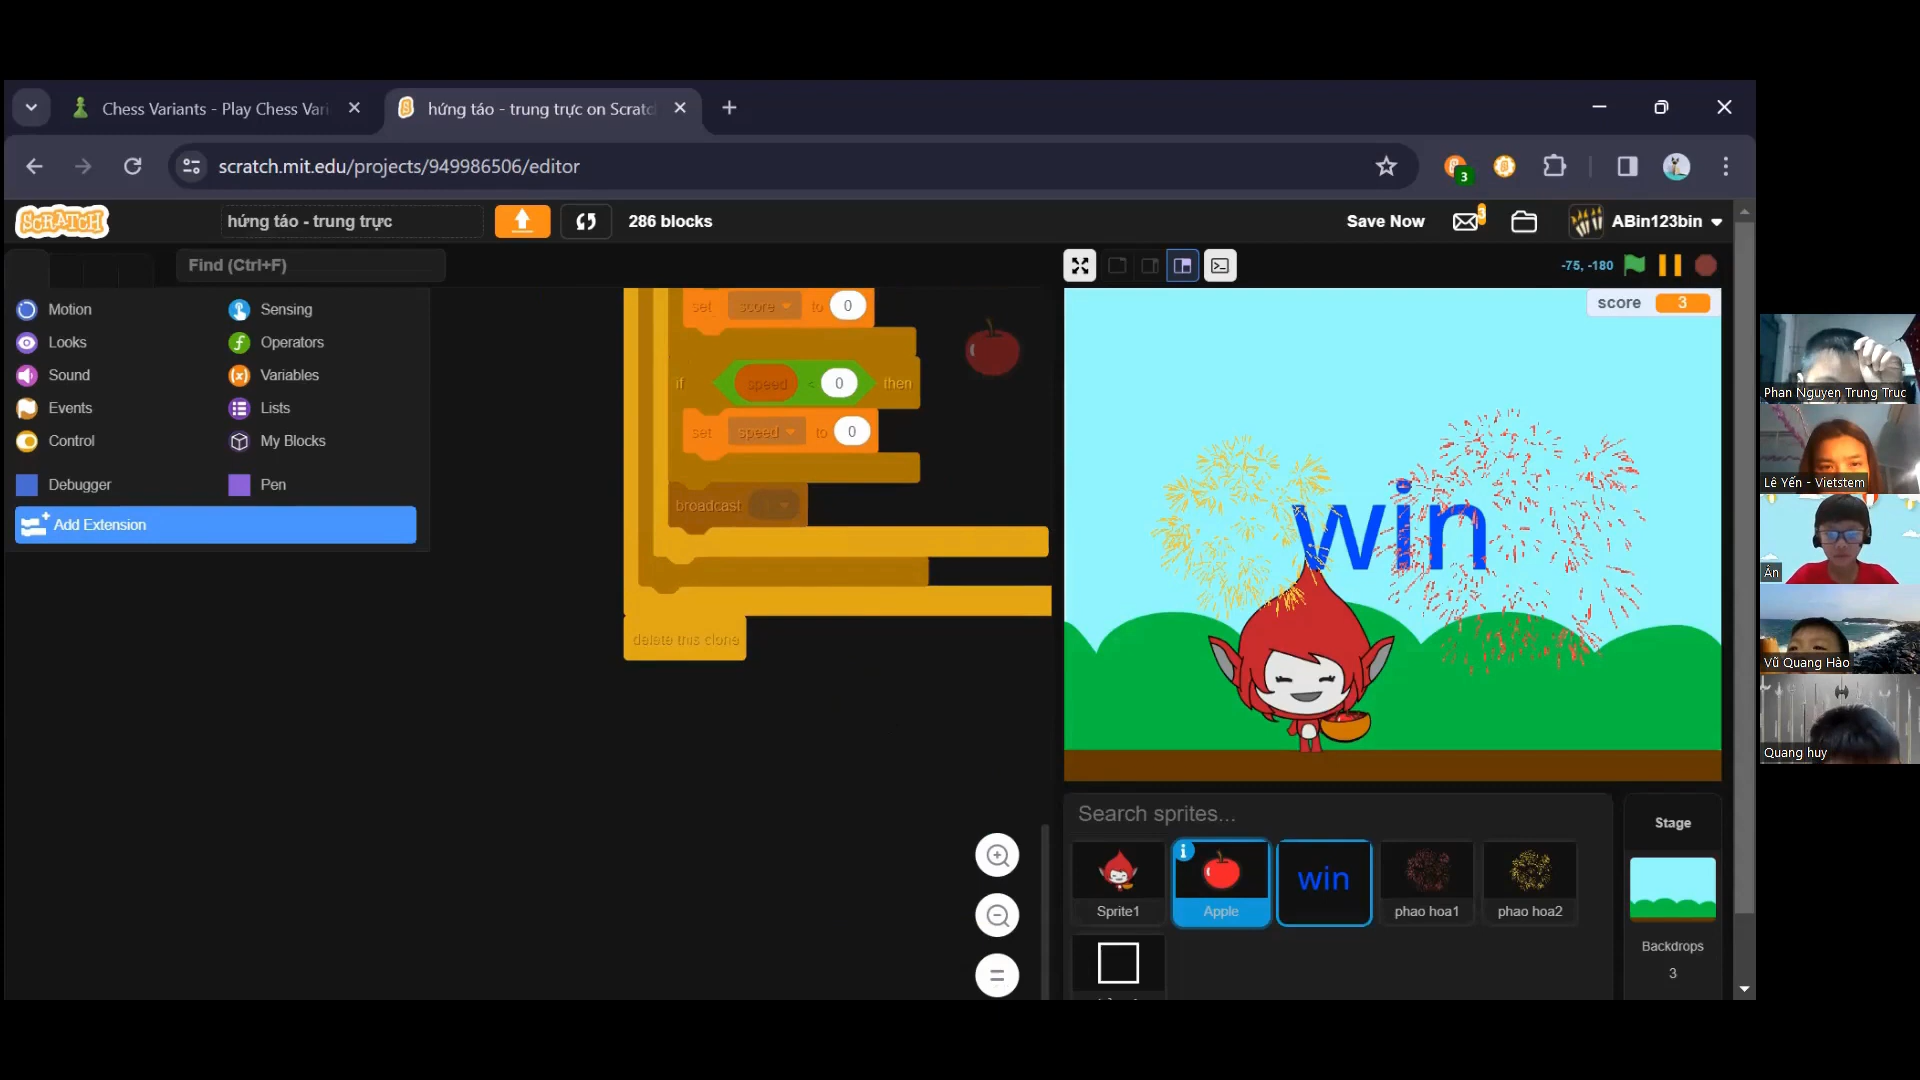 Chess Variants - Play Chess Vari
hứng táo - trung trực on Scratc
scratch.mit.edu/projects/949986506/editor
3
SCRATCH
hứng táo - trung trực
286 blocks
Save Now
3
ABin123bin
Find (Ctrl+F)
-75, -180
Motion
Sensing
Looks
Operators
Sound
Variables
Events
Lists
Control
My Blocks
Debugger
Pen
Add Extension
set score to 0
if speed < 0 then
set speed to 0
broadcast
delete this clone
score 3
win
Search sprites...
Sprite1
Apple
win
phao hoa1
phao hoa2
Stage
Backdrops
3
Phan Nguyen Trung Truc
Lê Yến - Vietstem
Ân
Vũ Quang Hào
Quang huy